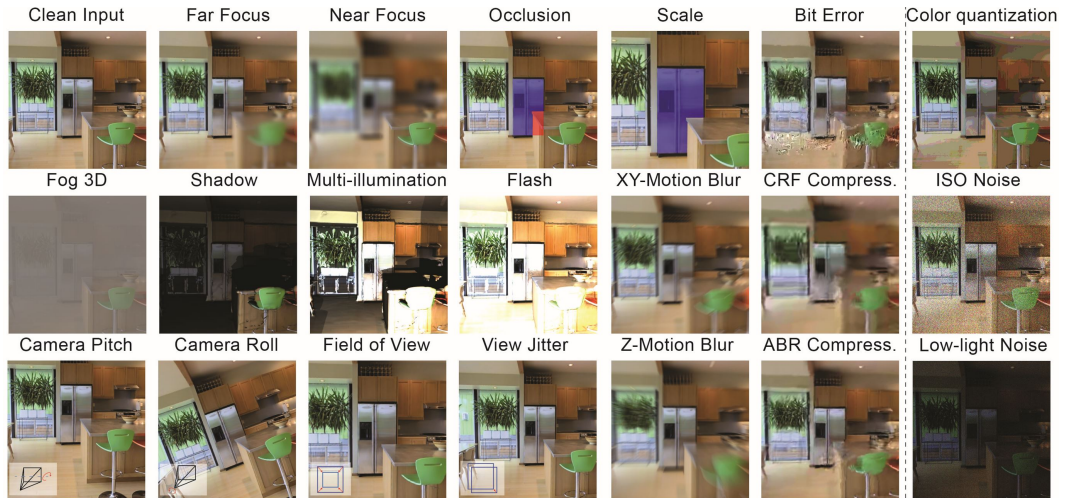 Clean Input
Far Focus
Near Focus
Occlusion
Scale
Bit Error
Color quantization
Fog 3D
Shadow
Multi-illumination
Flash
XY-Motion Blur
CRF Compress.
ISO Noise
Camera Pitch
Camera Roll
Field of View
View Jitter
Z-Motion Blur
ABR Compress.
Low-light Noise